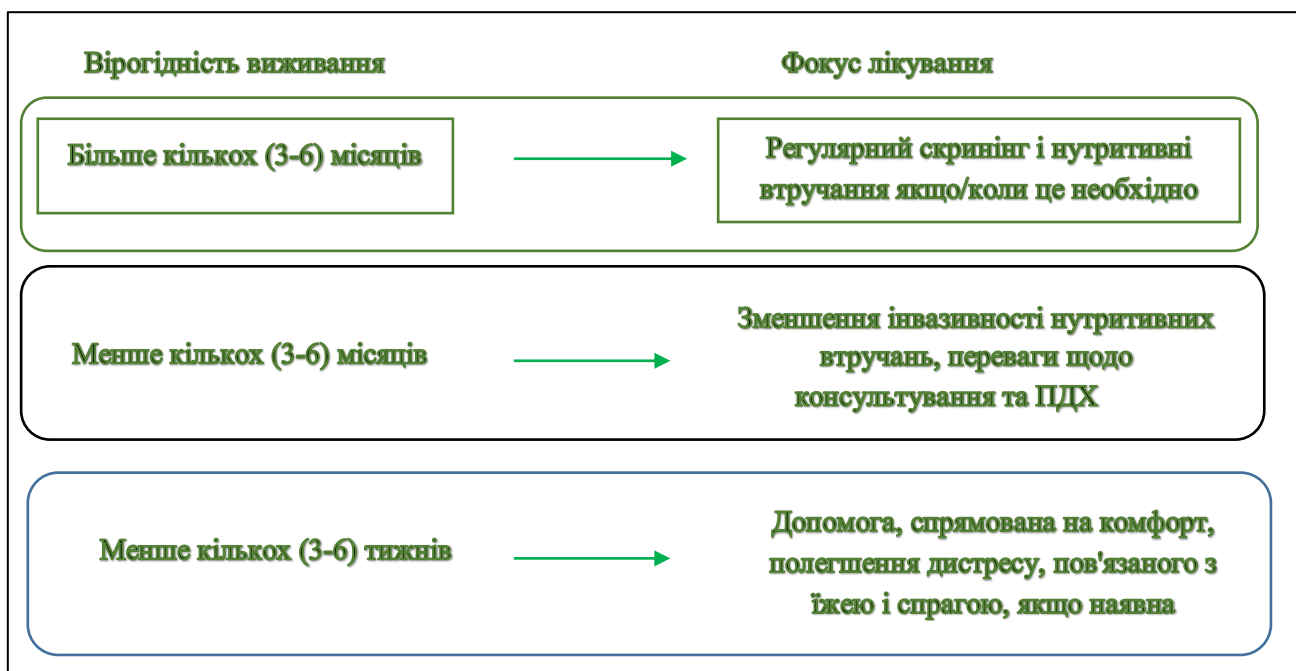 Вірогідність виживання
Фокус лікування
Більше кількох (3-6) місяців
Регулярний скринінг і нутритивні
втручання якщо/коли це необхідно
Менше кількох (3-6) місяців
Зменшення інвазивності нутритивних
втручань, переваги щодо
консультування та ПДХ
Менше кількох (3-6) тижнів
Допомога, спрямована на комфорт,
полегшення дистресу, пов'язаного з
їжею і спрагою, якщо наявна